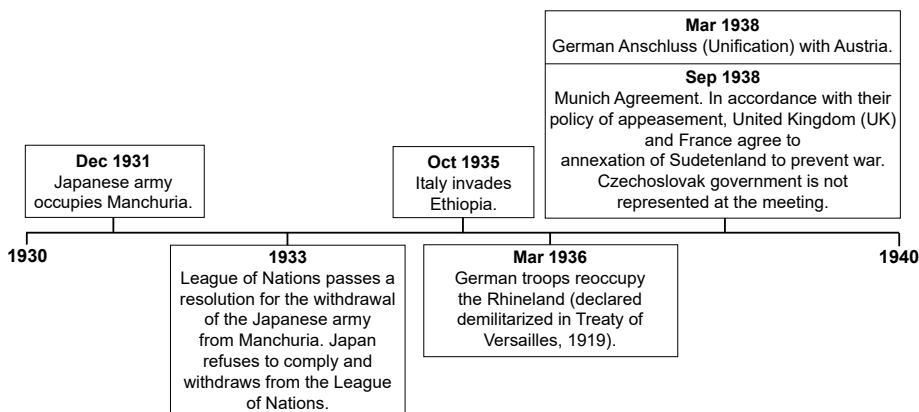 Mar 1938
German Anschluss (Unification) with Austria.
Sep 1938
Munich Agreement. In accordance with their
policy of appeasement, United Kingdom (UK)
and France agree to
annexation of Sudetenland to prevent war.
Czechoslovak government is not
represented at the meeting.
Dec 1931
Japanese army
occupies Manchuria.
Oct 1935
Italy invades
Ethiopia.
1930
1940
1933
League of Nations passes a
resolution for the withdrawal
of the Japanese army
from Manchuria. Japan
refuses to comply and
withdraws from the League
of Nations.
Mar 1936
German troops reoccupy
the Rhineland (declared
demilitarized in Treaty of
Versailles, 1919).